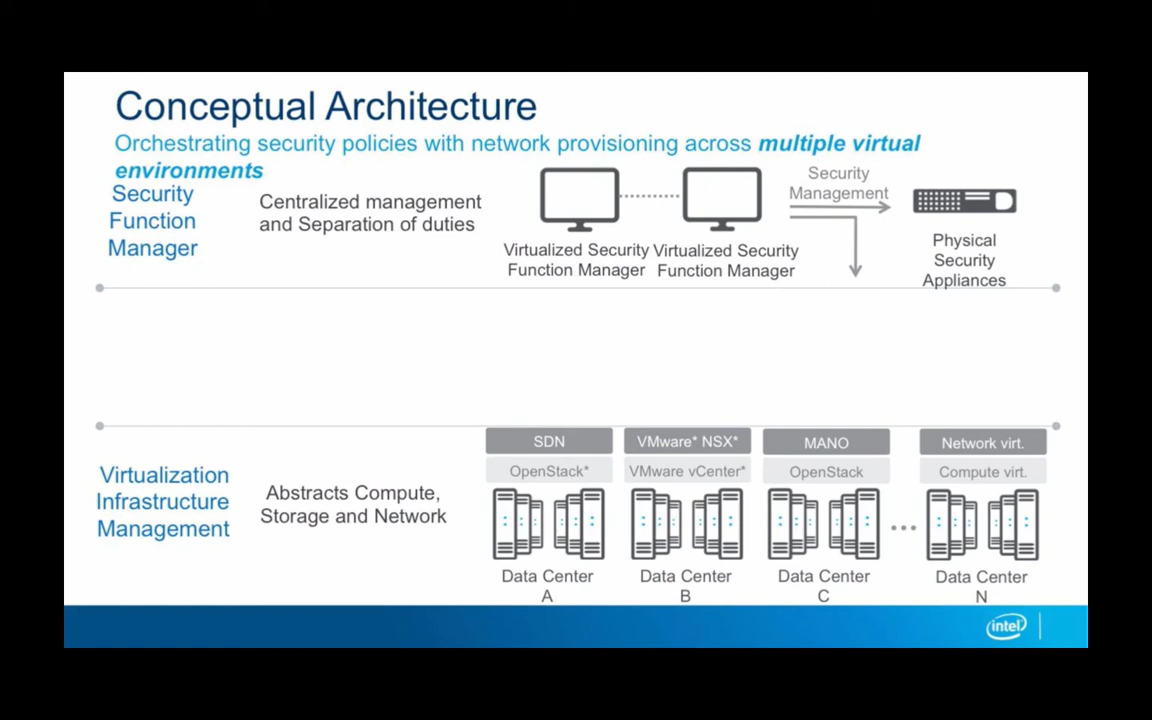 Conceptual Architecture
Orchestrating security policies with network provisioning across multiple virtual
environments
Security
Function
Manager
Centralized management
and Separation of duties
Virtualized Security
Function Manager
Virtualized Security
Function Manager
Security
Management
Physical
Security
Appliances
Virtualization
Infrastructure
Management
Abstracts Compute,
Storage and Network
SDN
OpenStack*
Data Center
A
VMware* NSX*
VMware vCenter*
Data Center
B
MANO
OpenStack
Data Center
C
Network virt.
Compute virt.
Data Center
N
intel